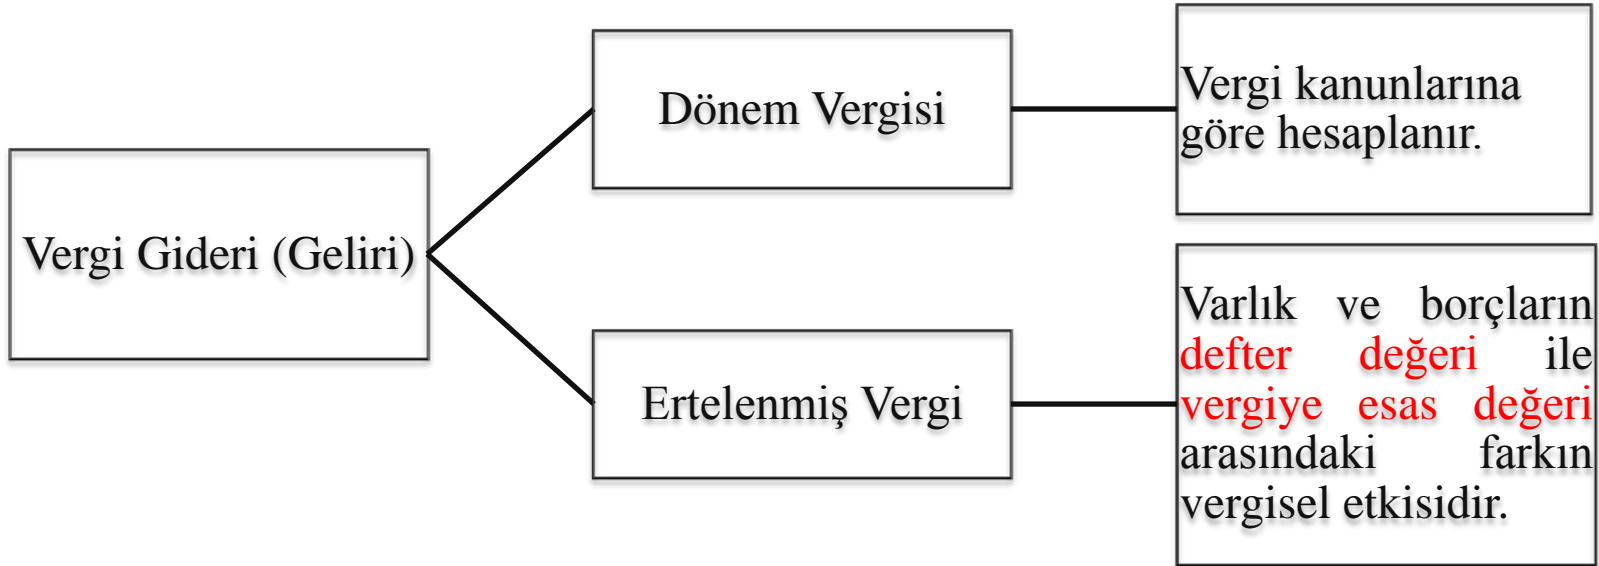 Vergi Gideri (Geliri)
Dönem Vergisi
Vergi kanunlarına
göre hesaplanır.
Ertelenmiş Vergi
Varlık ve borçların
defter değeri ile
vergiye esas değeri
arasındaki farkın
vergisel etkisidir.